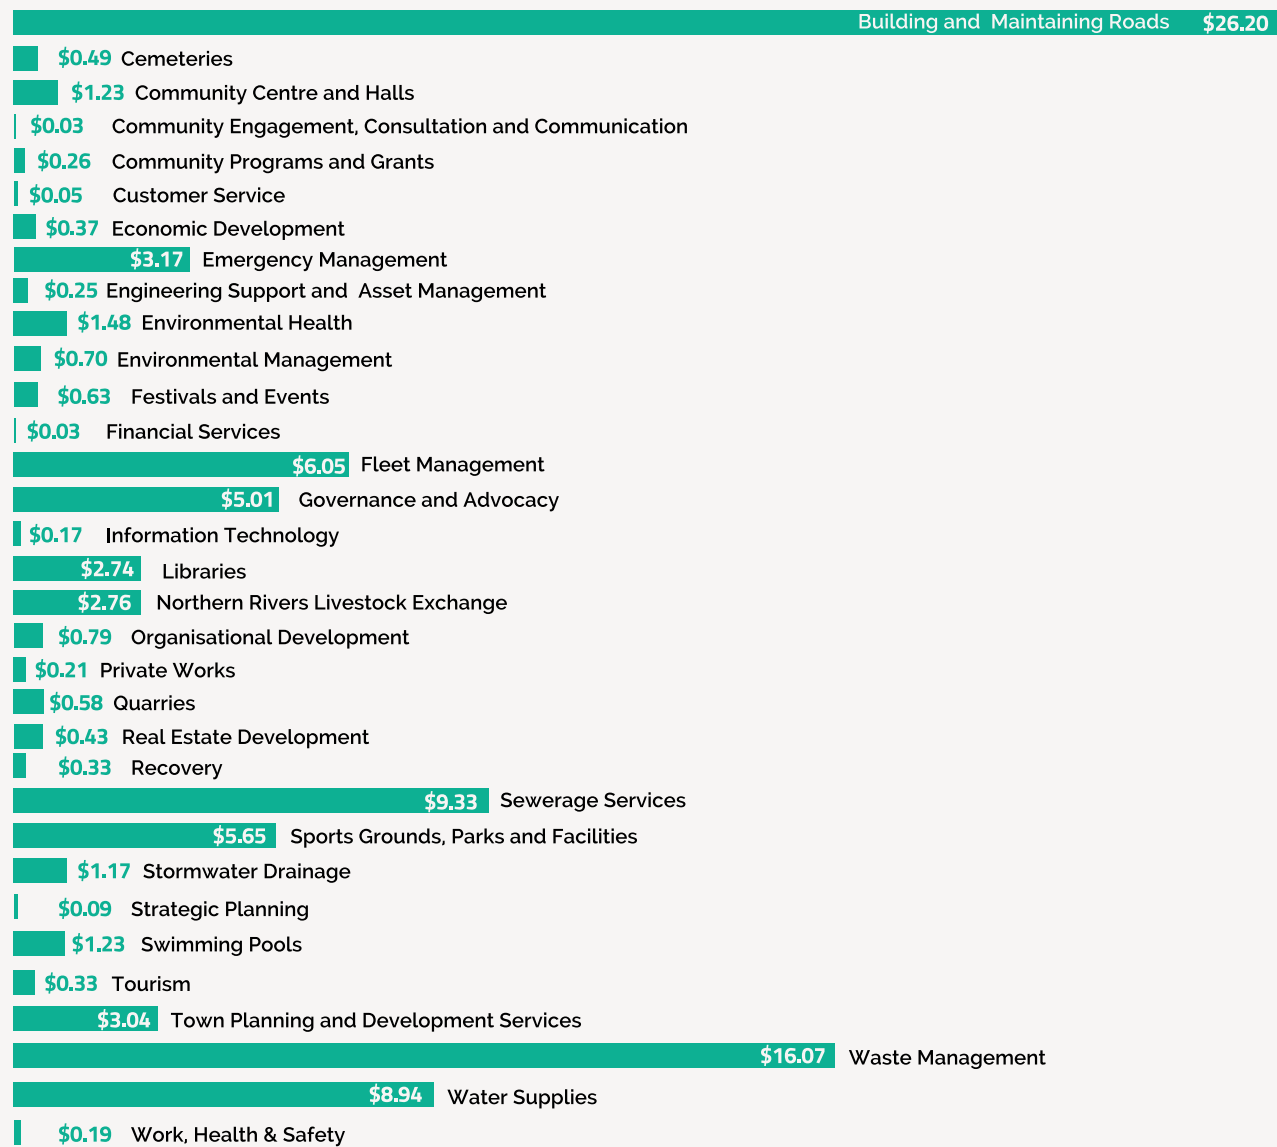 Building and Maintaining Roads $26.20
$0.49 Cemeteries
$1.23 Community Centre and Halls
$0.03 Community Engagement, Consultation and Communication
$0.26 Community Programs and Grants
$0.05 Customer Service
$0.37 Economic Development
$3.17 Emergency Management
$0.25 Engineering Support and Asset Management
$1.48 Environmental Health
$0.70 Environmental Management
$0.63 Festivals and Events
$0.03 Financial Services
$6.05 Fleet Management
$5.01 Governance and Advocacy
$0.17 Information Technology
$2.74 Libraries
$2.76 Northern Rivers Livestock Exchange
$0.79 Organisational Development
$0.21 Private Works
$0.58 Quarries
$0.43 Real Estate Development
$0.33 Recovery
$9.33 Sewerage Services
$5.65 Sports Grounds, Parks and Facilities
$1.17 Stormwater Drainage
$0.09 Strategic Planning
$1.23 Swimming Pools
$0.33 Tourism
$3.04 Town Planning and Development Services
$16.07 Waste Management
$8.94 Water Supplies
$0.19 Work, Health & Safety